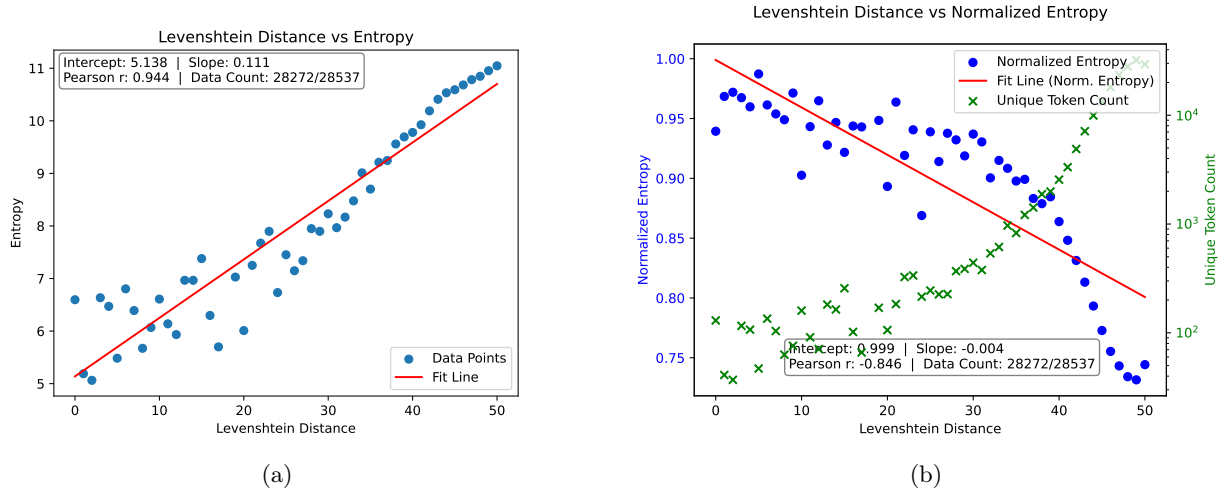 Levenshtein Distance vs Entropy
Intercept: 5.138 | Slope: 0.111
Pearson r: 0.944 | Data Count: 28272/28537
11
10
9
8
7
6
5
Entropy
Data Points
Fit Line
0 10 20 30 40 50
Levenshtein Distance
(a)
Levenshtein Distance vs Normalized Entropy
Normalized Entropy
Fit Line (Norm. Entropy)
Unique Token Count
1.00
0.95
0.90
0.85
0.80
0.75
Normalized Entropy
10^4
10^3
10^2
Unique Token Count
Intercept: 0.999 | Slope: -0.004
Pearson r: -0.846 | Data Count: 28272/28537
0 10 20 30 40 50
Levenshtein Distance
(b)